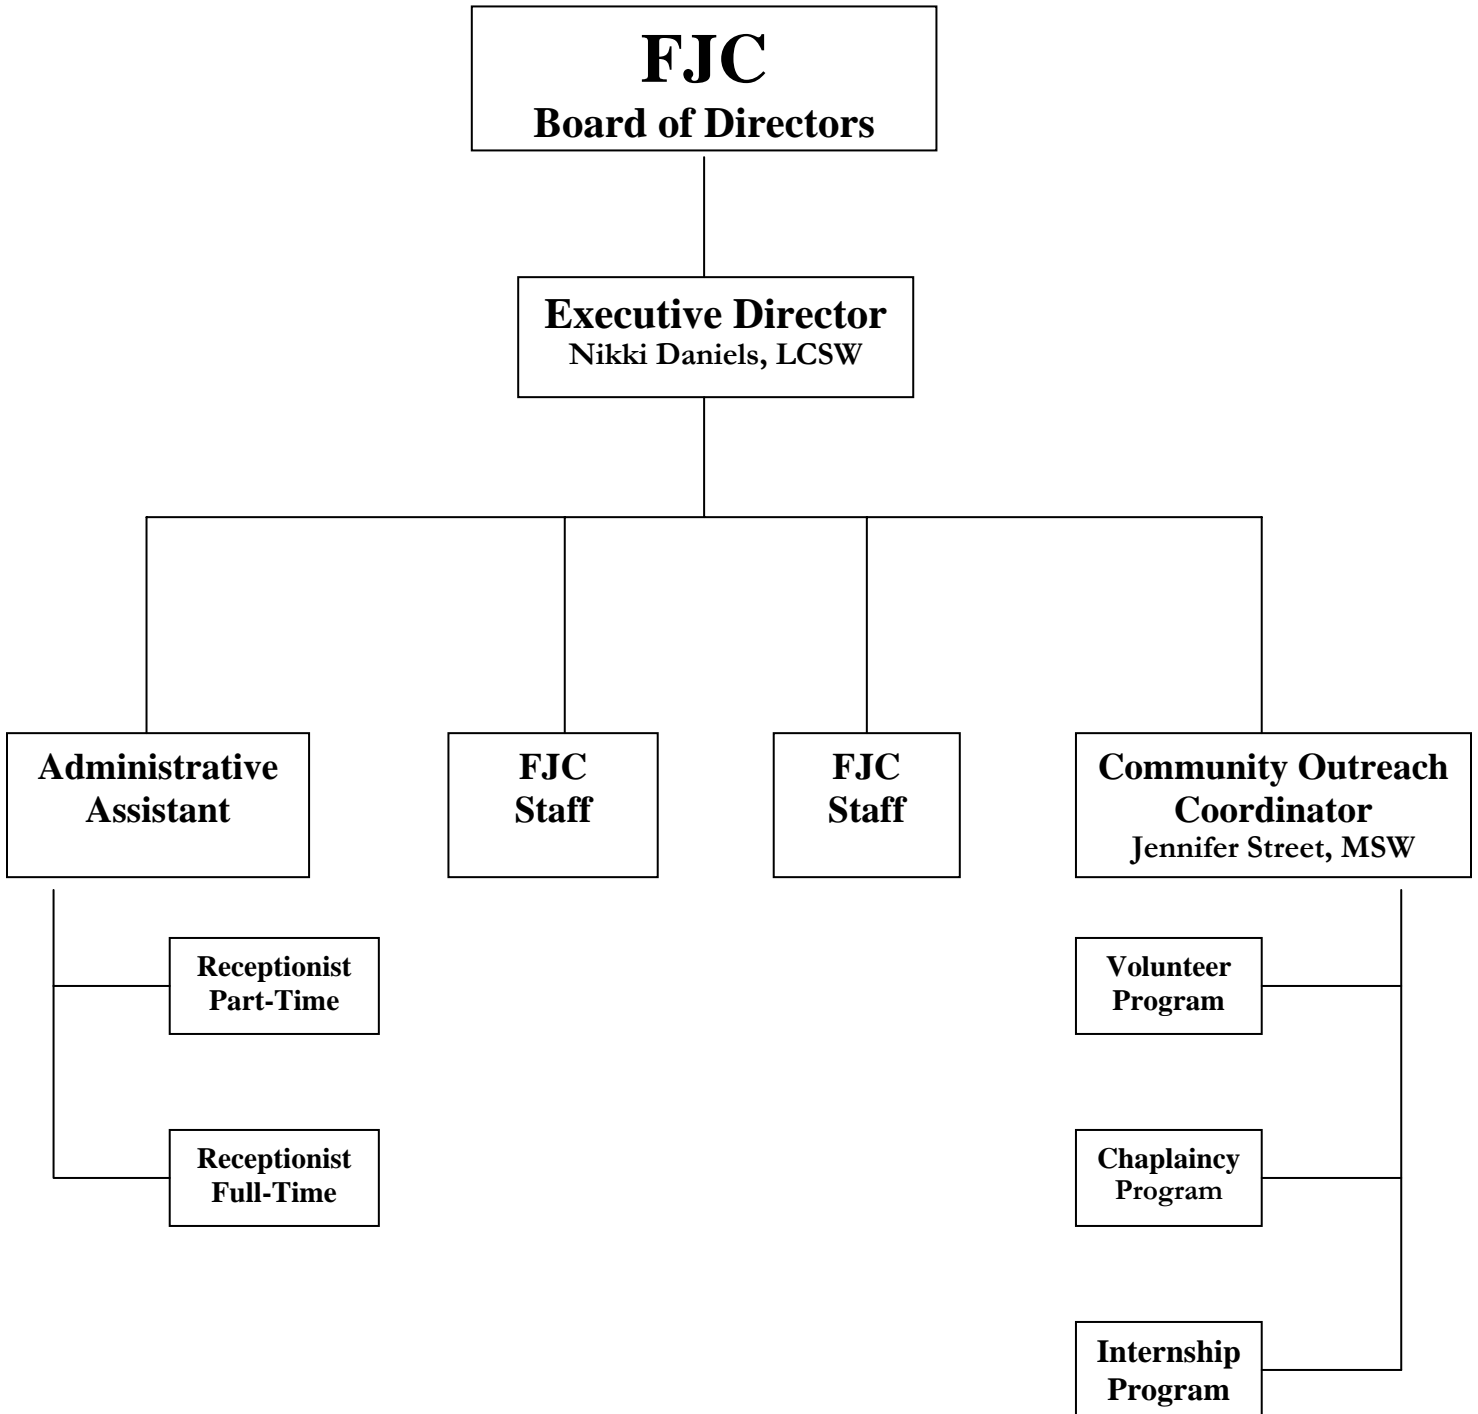 FJC
Board of Directors
Executive Director
Nikki Daniels, LCSW
Administrative
Assistant
FJC
Staff
FJC
Staff
Community Outreach
Coordinator
Jennifer Street, MSW
Receptionist
Part-Time
Volunteer
Program
Receptionist
Full-Time
Chaplaincy
Program
Internship
Program